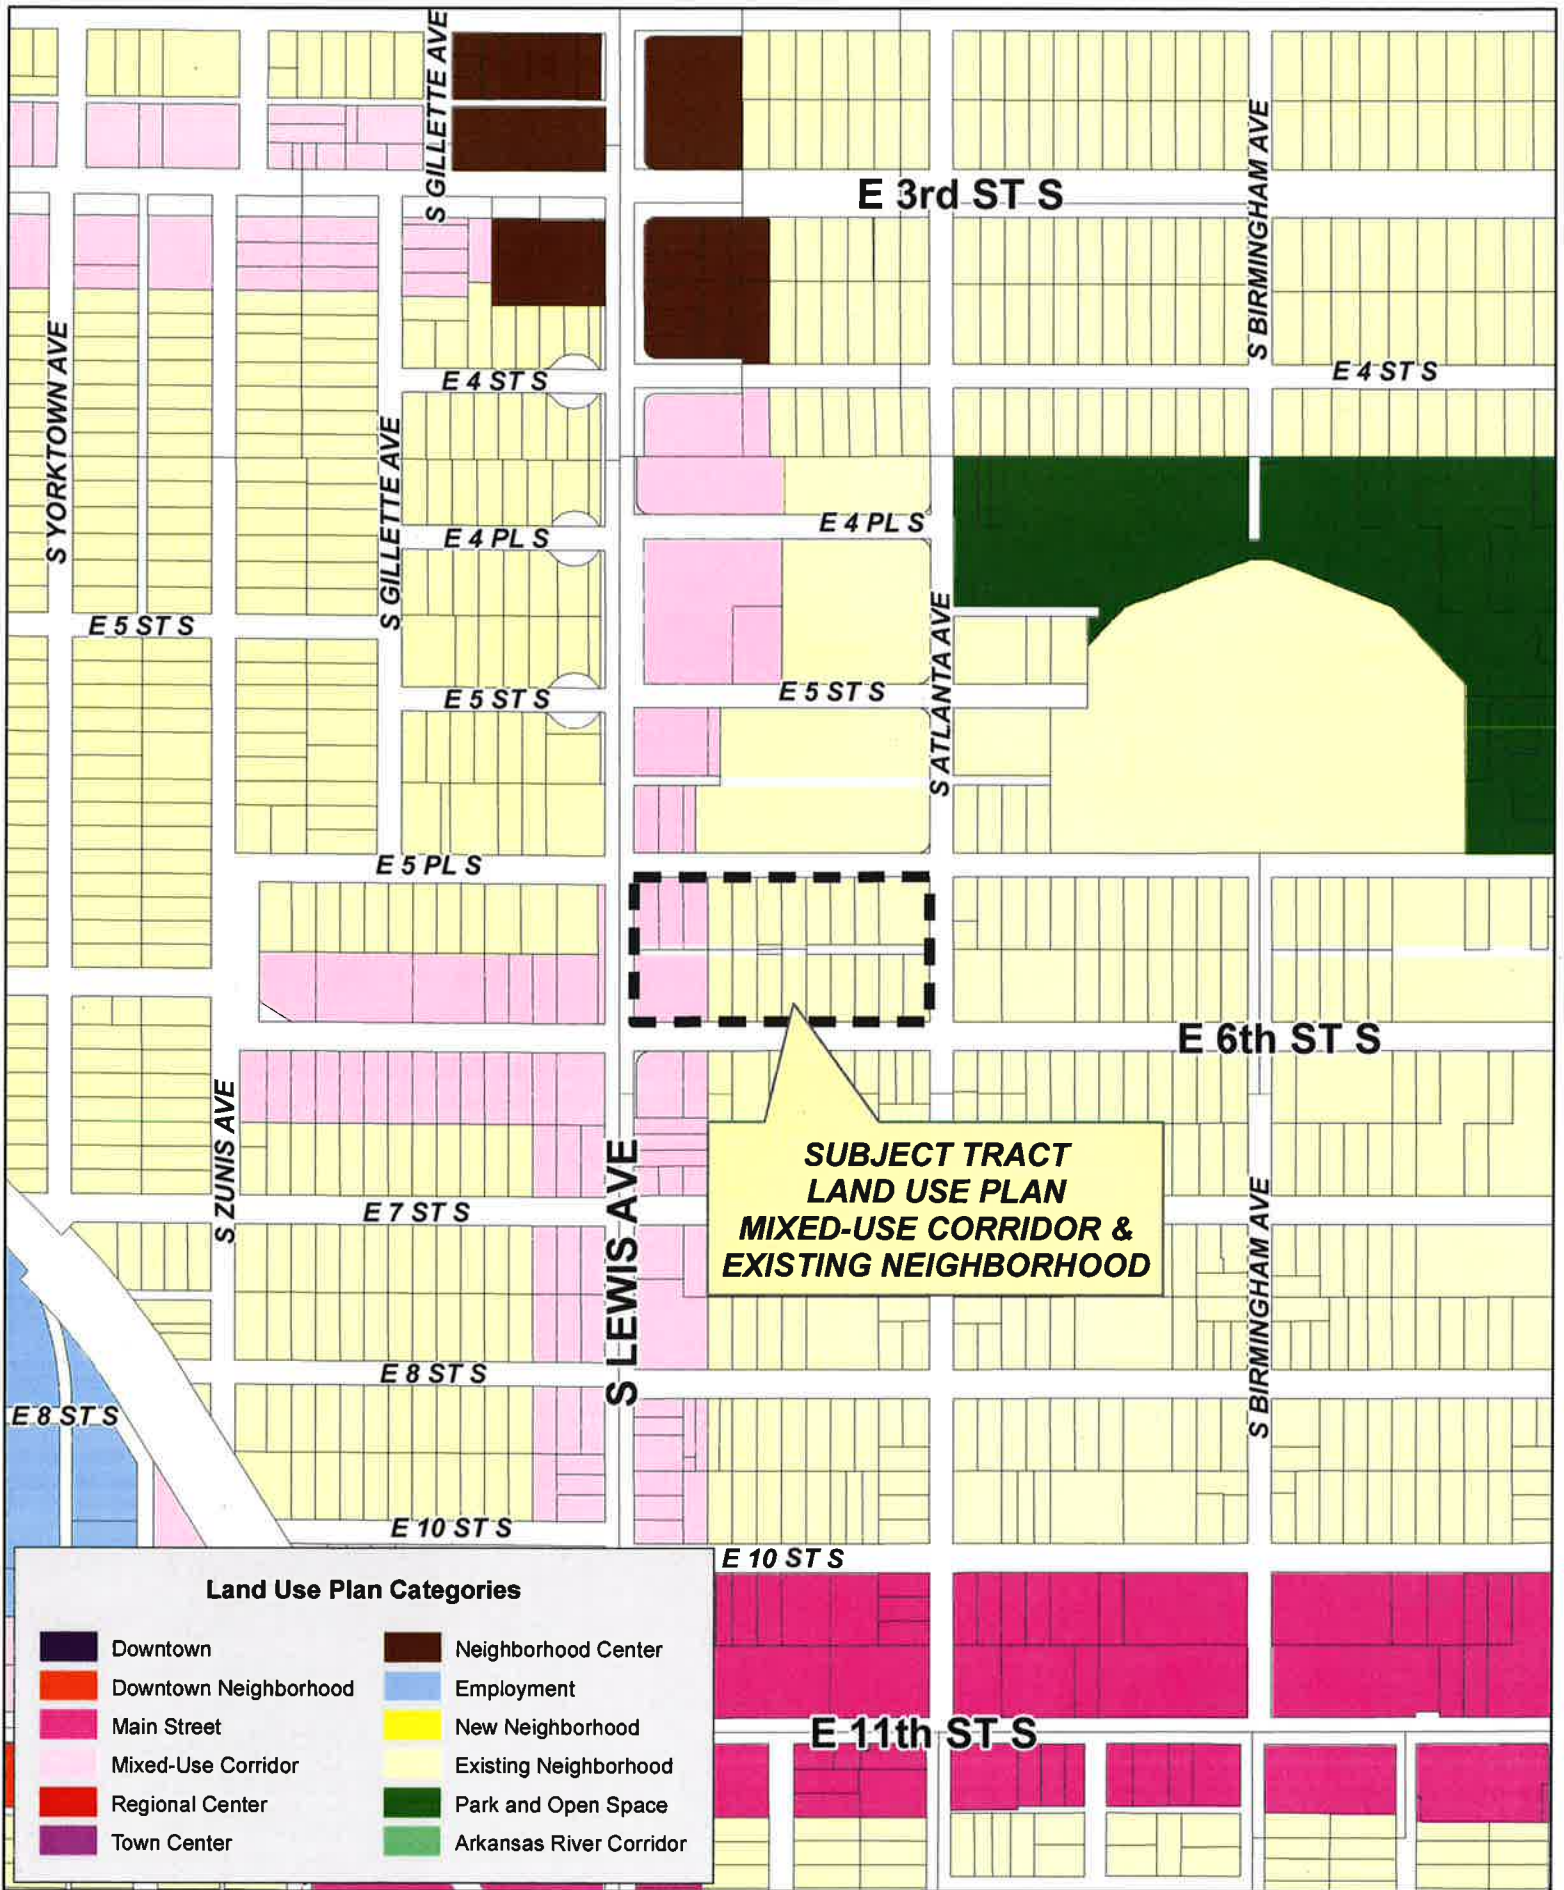 S GILLETTE AVE
E 3rd ST S
S BIRMINGHAM AVE
S YORKTOWN AVE
E 4 ST S
E 4 ST S
S GILLETTE AVE
E 4 PL S
E 4 PL S
E 5 ST S
S ATLANTA AVE
E 5 ST S
E 5 ST S
E 5 PL S
E 6th ST S
S ZUNIS AVE
S LEWIS AVE
SUBJECT TRACT
LAND USE PLAN
MIXED-USE CORRIDOR &
EXISTING NEIGHBORHOOD
E 7 ST S
S BIRMINGHAM AVE
E 8 ST S
E 8 ST S
E 10 ST S
E 10 ST S
E 11th ST S
Land Use Plan Categories
Downtown
Downtown Neighborhood
Main Street
Mixed-Use Corridor
Regional Center
Town Center
Neighborhood Center
Employment
New Neighborhood
Existing Neighborhood
Park and Open Space
Arkansas River Corridor